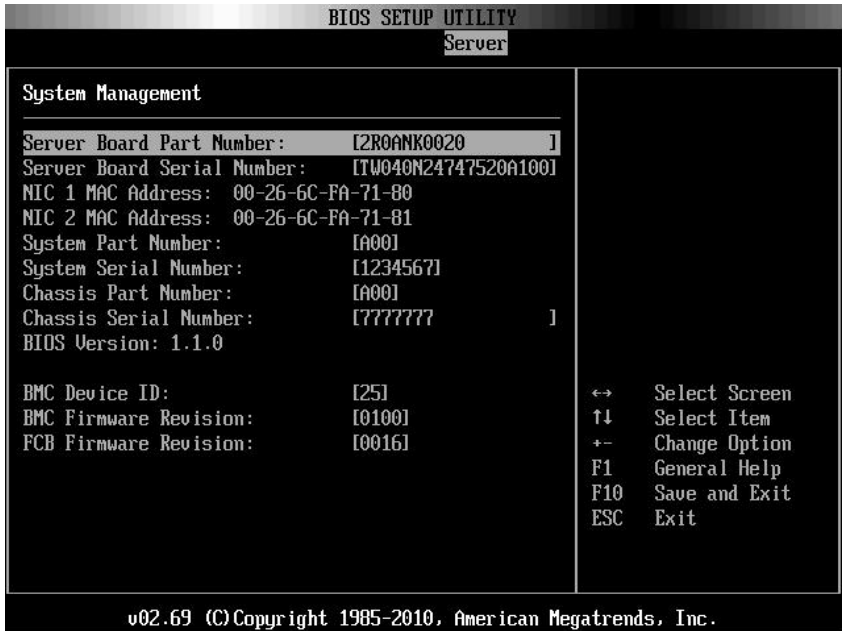 BIOS SETUP UTILITY
Server
System Management
Server Board Part Number: [2R0ANK0020 ]
Server Board Serial Number: [TW040N24747520A100]
NIC 1 MAC Address: 00-26-6C-FA-71-80
NIC 2 MAC Address: 00-26-6C-FA-71-81
System Part Number: [A00]
System Serial Number: [1234567]
Chassis Part Number: [A00]
Chassis Serial Number: [7777777 ]
BIOS Version: 1.1.0
BMC Device ID: [25]
BMC Firmware Revision: [0100]
FCB Firmware Revision: [0016]
↔ Select Screen
↑↓ Select Item
+- Change Option
F1 General Help
F10 Save and Exit
ESC Exit
v02.69 (C)Copyright 1985-2010, American Megatrends, Inc.